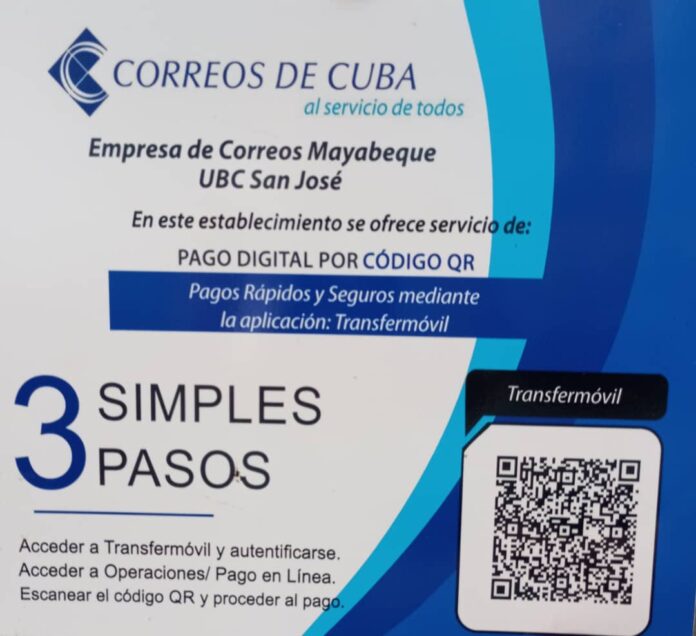 CORREOS DE CUBA
al servicio de todos
Empresa de Correos Mayabeque
UBC San José
En este establecimiento se ofrece servicio de:
PAGO DIGITAL POR CÓDIGO QR
Pagos Rápidos y Seguros mediante
la aplicación: Transfermóvil
3 SIMPLES
PASOS
Transfermóvil
Acceder a Transfermóvil y autentificarse.
Acceder a Operaciones/ Pago en Línea.
Escanear el código QR y proceder al pago.